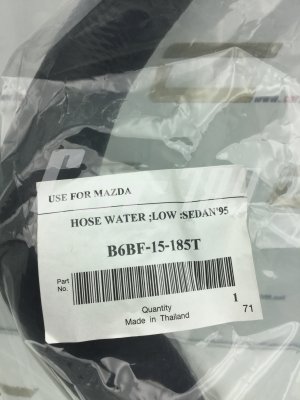 USE FOR MAZDA
HOSE WATER ;LOW :SEDAN'95
B6BF-15-185T
Part No.
1
Quantity
Made in Thailand
71